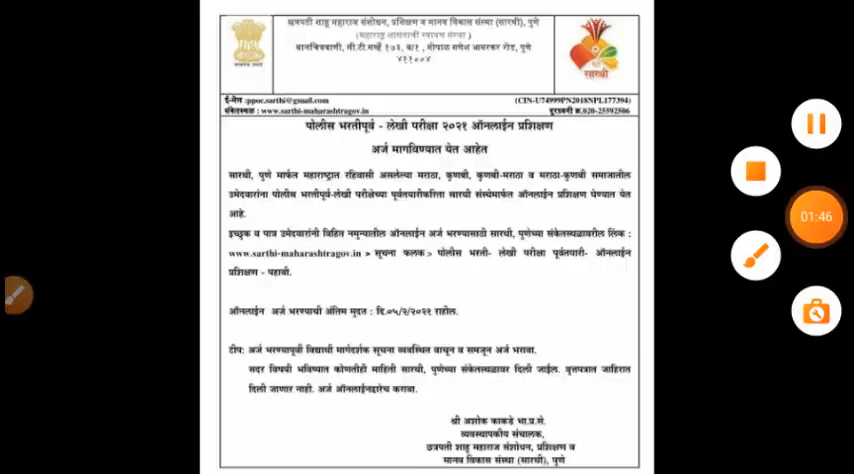 छत्रपती शाहू महाराज संशोधन, प्रशिक्षण व मानव विकास संस्था (सारथी), पुणे
(महाराष्ट्र शासनाची स्वायत्त संस्था)
बालचित्रवाणी, सी.टी.सर्व्हे १७३, ब/१ , गोपाळ गणेश आगरकर रोड, पुणे
४११००४
सारथी
ई-मेल :ppoc.sarthi@gmail.com (CIN-U74999PN2018NPL177394)
संकेतस्थळ : www.sarthi-maharashtragov.in दूरध्वनी क्र.020-25592506
पोलीस भरतीपूर्व - लेखी परीक्षा २०२१ ऑनलाईन प्रशिक्षण
अर्ज मागविण्यात येत आहेत
सारथी, पुणे मार्फत महाराष्ट्रात रहिवासी असलेल्या मराठा, कुणबी, कुणबी-मराठा व मराठा-कुणबी समाजातील
उमेदवारांना पोलीस भरतीपूर्व-लेखी परीक्षेच्या पूर्वतयारीकरिता सारथी संस्थेमार्फत ऑनलाईन प्रशिक्षण घेण्यात येत
आहे.
इच्छुक व पात्र उमेदवारांनी विहित नमुन्यातील ऑनलाईन अर्ज भरण्यासाठी सारथी, पुणेच्या संकेतस्थळावरील लिंक :
www.sarthi-maharashtragov.in > सूचना फलक > पोलीस भरती- लेखी परीक्षा पूर्वतयारी- ऑनलाईन
प्रशिक्षण - पहावी.
ऑनलाईन अर्ज भरण्याची अंतिम मुदत : दि.०५/२/२०२१ राहील.
टीप: अर्ज भरण्यापूर्वी विद्यार्थी मार्गदर्शक सूचना व्यवस्थित वाचून व समजून अर्ज भरावा.
सदर विषयी भविष्यात कोणतीही माहिती सारथी, पुणेच्या संकेतस्थळावर दिली जाईल. वृत्तपत्रात जाहिरात
दिली जाणार नाही. अर्ज ऑनलाईनद्वारेच करावा.
श्री अशोक काकडे भा.प्र.से.
व्यवस्थापकीय संचालक,
छत्रपती शाहू महाराज संशोधन, प्रशिक्षण व
मानव विकास संस्था (सारथी), पुणे
01:46